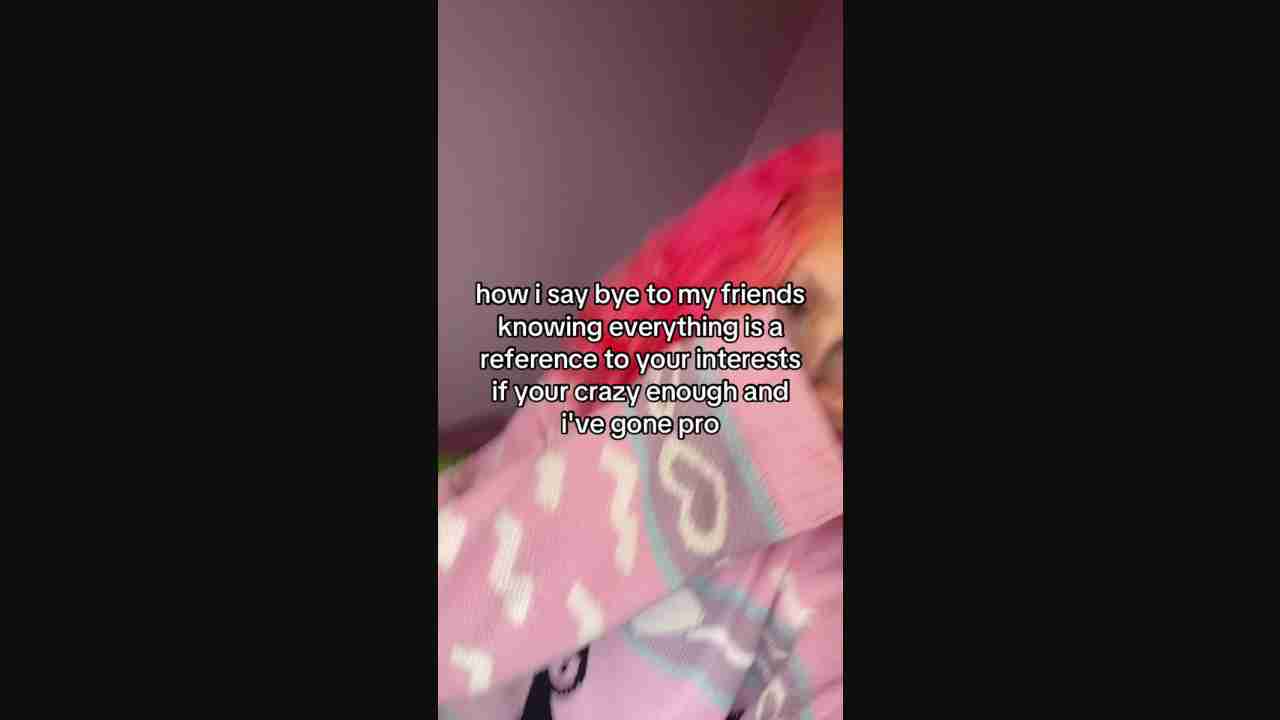 how i say bye to my friends
knowing everything is a
reference to your interests
if your crazy enough and
i've gone pro